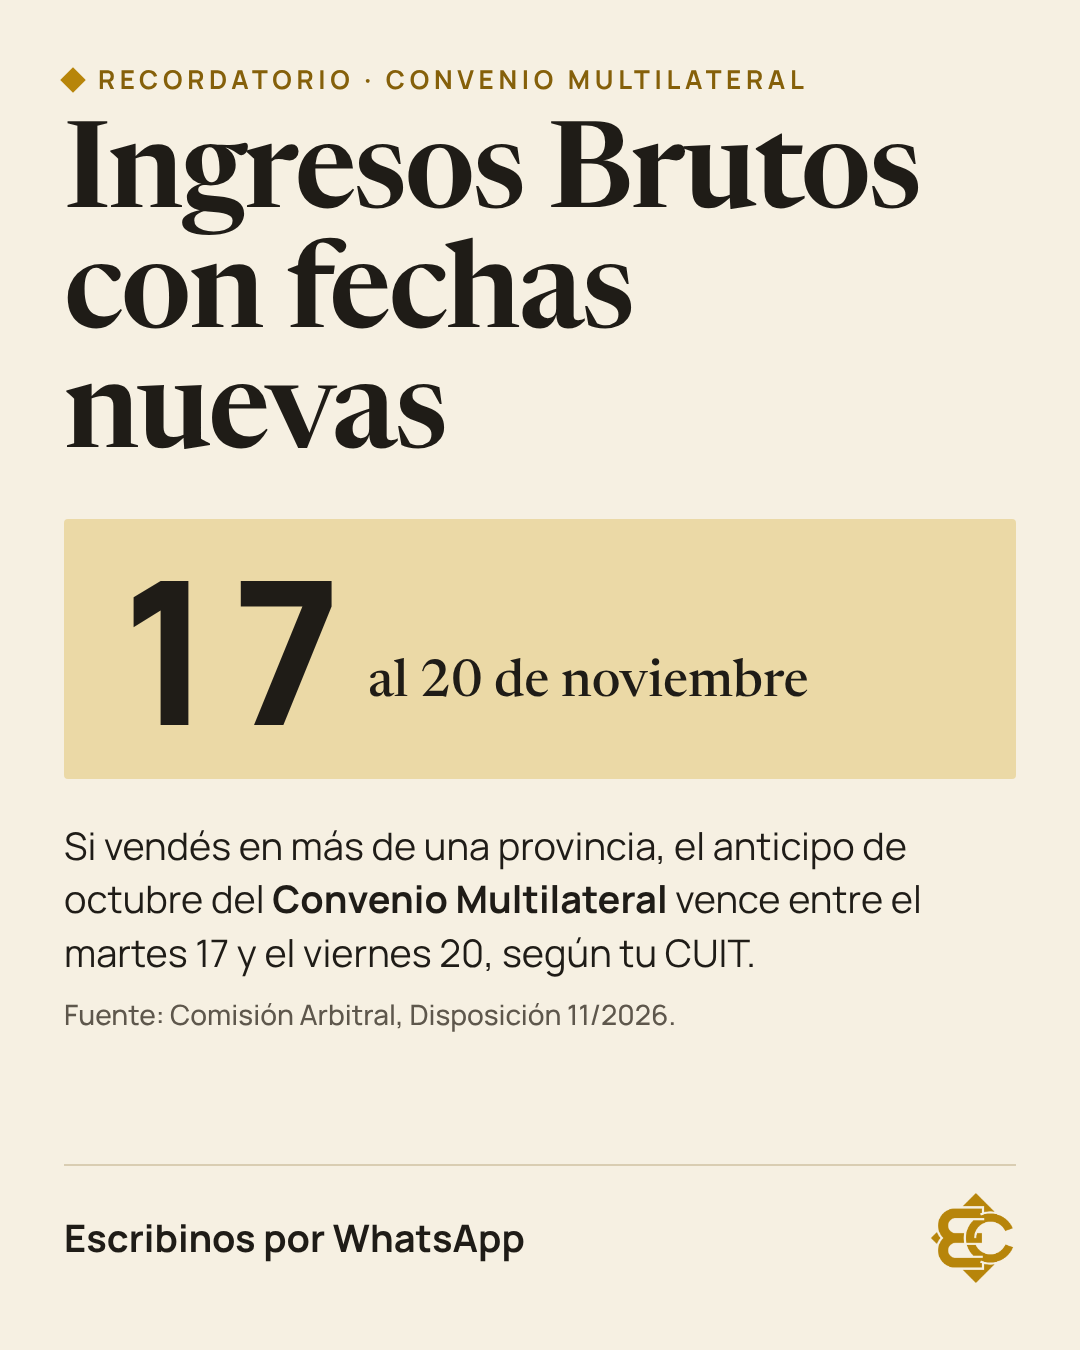 RECORDATORIO · CONVENIO MULTILATERAL
Ingresos Brutos
con fechas
nuevas
17 al 20 de noviembre
Si vendés en más de una provincia, el anticipo de
octubre del Convenio Multilateral vence entre el
martes 17 y el viernes 20, según tu CUIT.
Fuente: Comisión Arbitral, Disposición 11/2026.
Escribinos por WhatsApp
EC